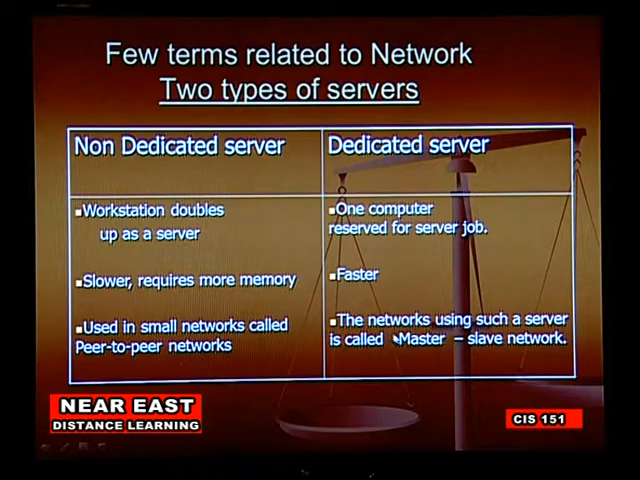 Few terms related to Network
Two types of servers
Non Dedicated server
Dedicated server
▪Workstation doubles
up as a server
▪One computer
reserved for server job.
▪Slower, requires more memory
▪Faster
▪Used in small networks called
Peer-to-peer networks
▪The networks using such a server
is called Master – slave network.
NEAR EAST
DISTANCE LEARNING
CIS 151